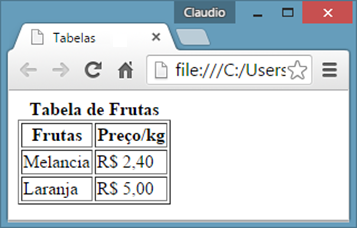 Claudio
Tabelas
file:///C:/Users
Tabela de Frutas
Frutas Preço/kg
Melancia R$ 2,40
Laranja R$ 5,00